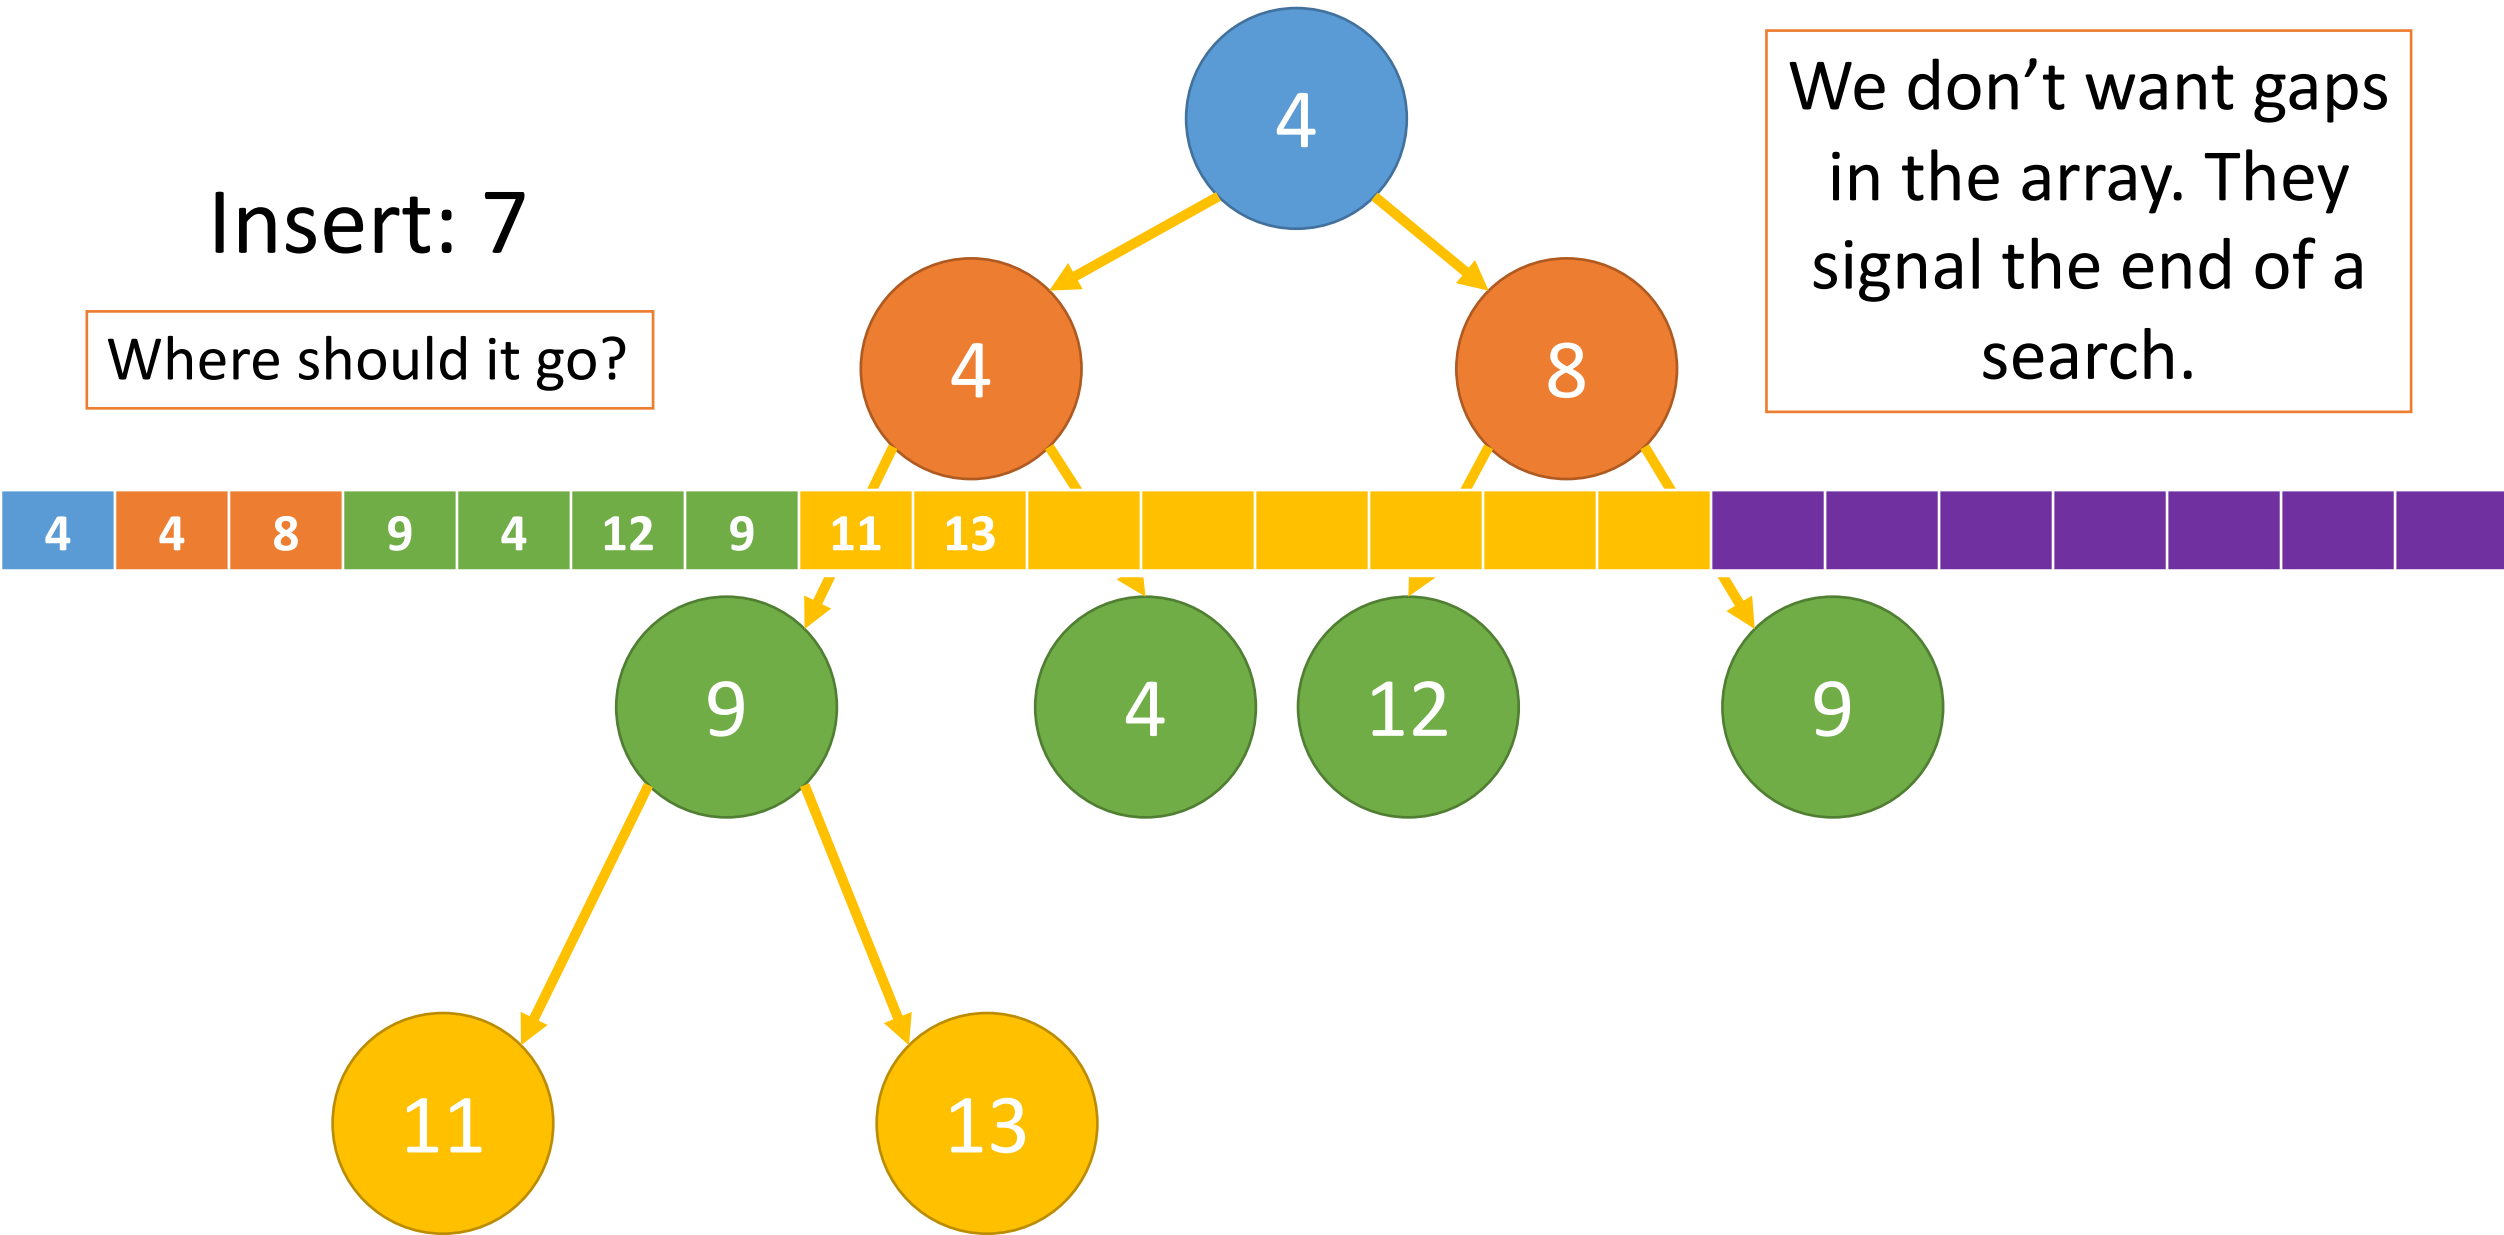 4
We don’t want gaps
in the array. They
signal the end of a
search.
Insert: 7
Where should it go?
4 8
4 4 8 9 4 12 9 11 13
9 4 12 9
11 13